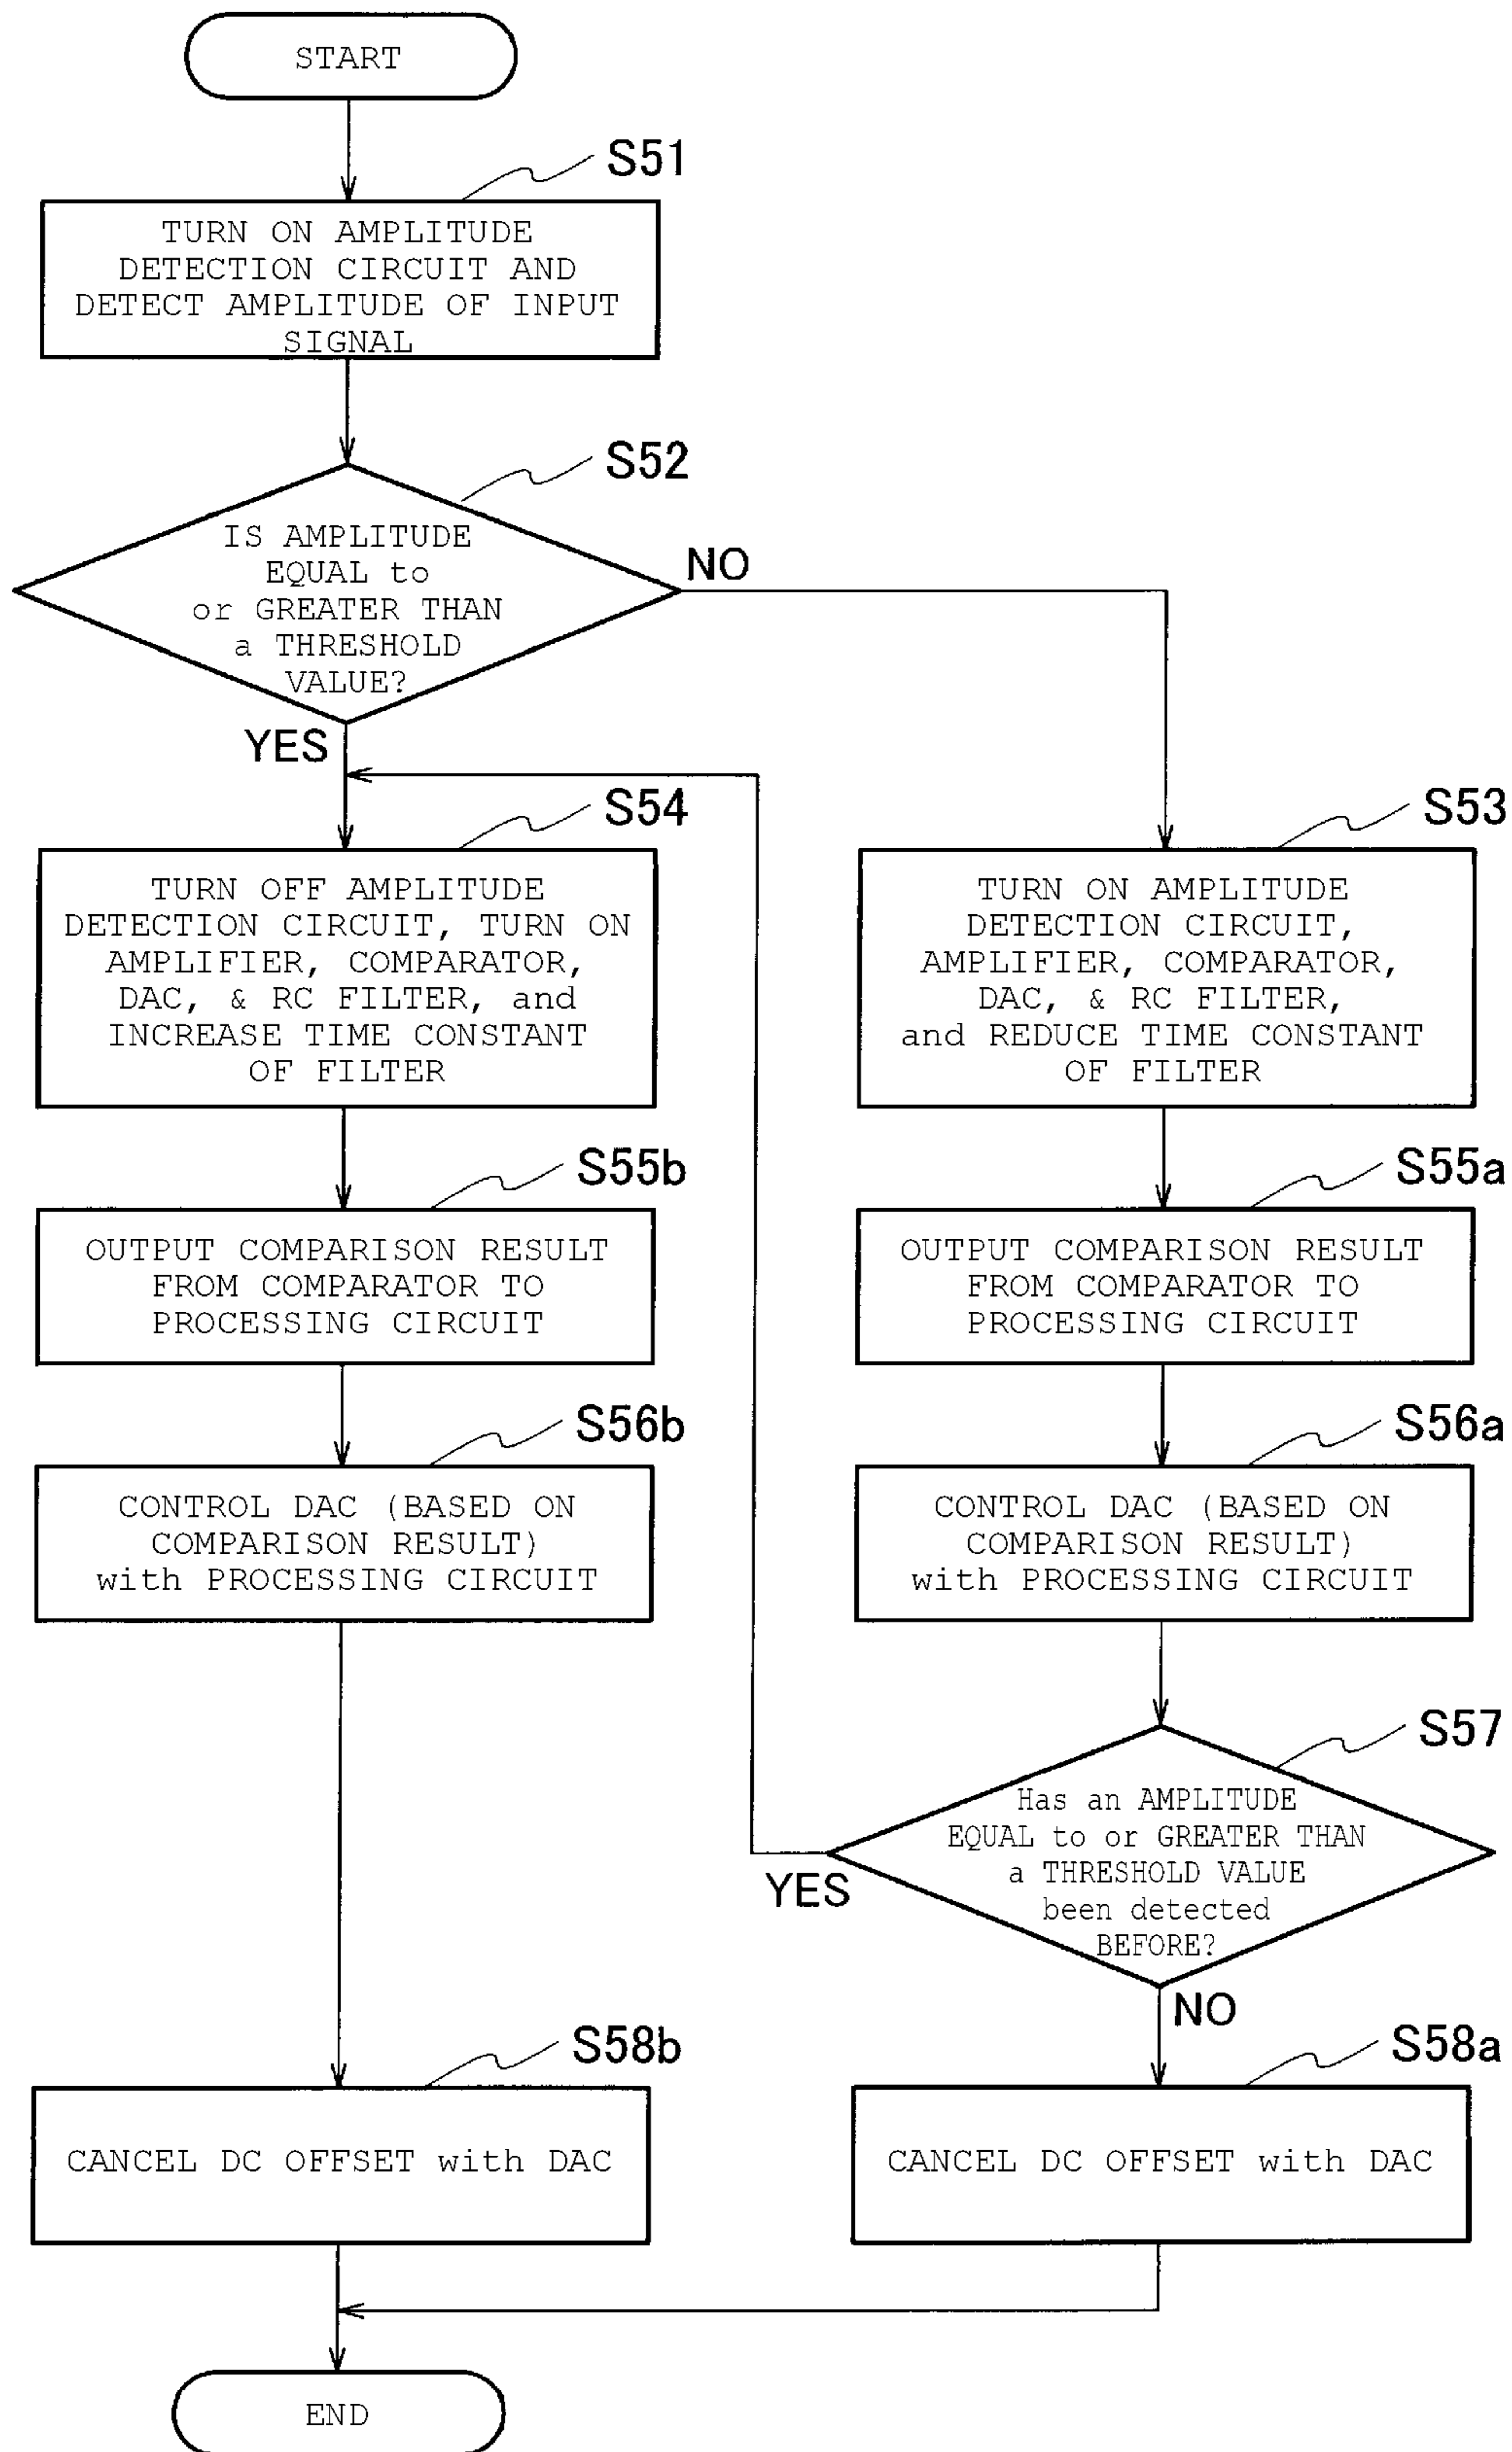 START
S51
TURN ON AMPLITUDE
DETECTION CIRCUIT AND
DETECT AMPLITUDE OF INPUT
SIGNAL
S52
IS AMPLITUDE
EQUAL to
or GREATER THAN
a THRESHOLD
VALUE?
NO
YES
S54
TURN OFF AMPLITUDE
DETECTION CIRCUIT, TURN ON
AMPLIFIER, COMPARATOR,
DAC, & RC FILTER, and
INCREASE TIME CONSTANT
OF FILTER
S53
TURN ON AMPLITUDE
DETECTION CIRCUIT,
AMPLIFIER, COMPARATOR,
DAC, & RC FILTER,
and REDUCE TIME CONSTANT
OF FILTER
S55b
OUTPUT COMPARISON RESULT
FROM COMPARATOR TO
PROCESSING CIRCUIT
S55a
OUTPUT COMPARISON RESULT
FROM COMPARATOR TO
PROCESSING CIRCUIT
S56b
CONTROL DAC (BASED ON
COMPARISON RESULT)
with PROCESSING CIRCUIT
S56a
CONTROL DAC (BASED ON
COMPARISON RESULT)
with PROCESSING CIRCUIT
S57
Has an AMPLITUDE
EQUAL to or GREATER THAN
a THRESHOLD VALUE
been detected
BEFORE?
YES
NO
S58b
CANCEL DC OFFSET with DAC
S58a
CANCEL DC OFFSET with DAC
END